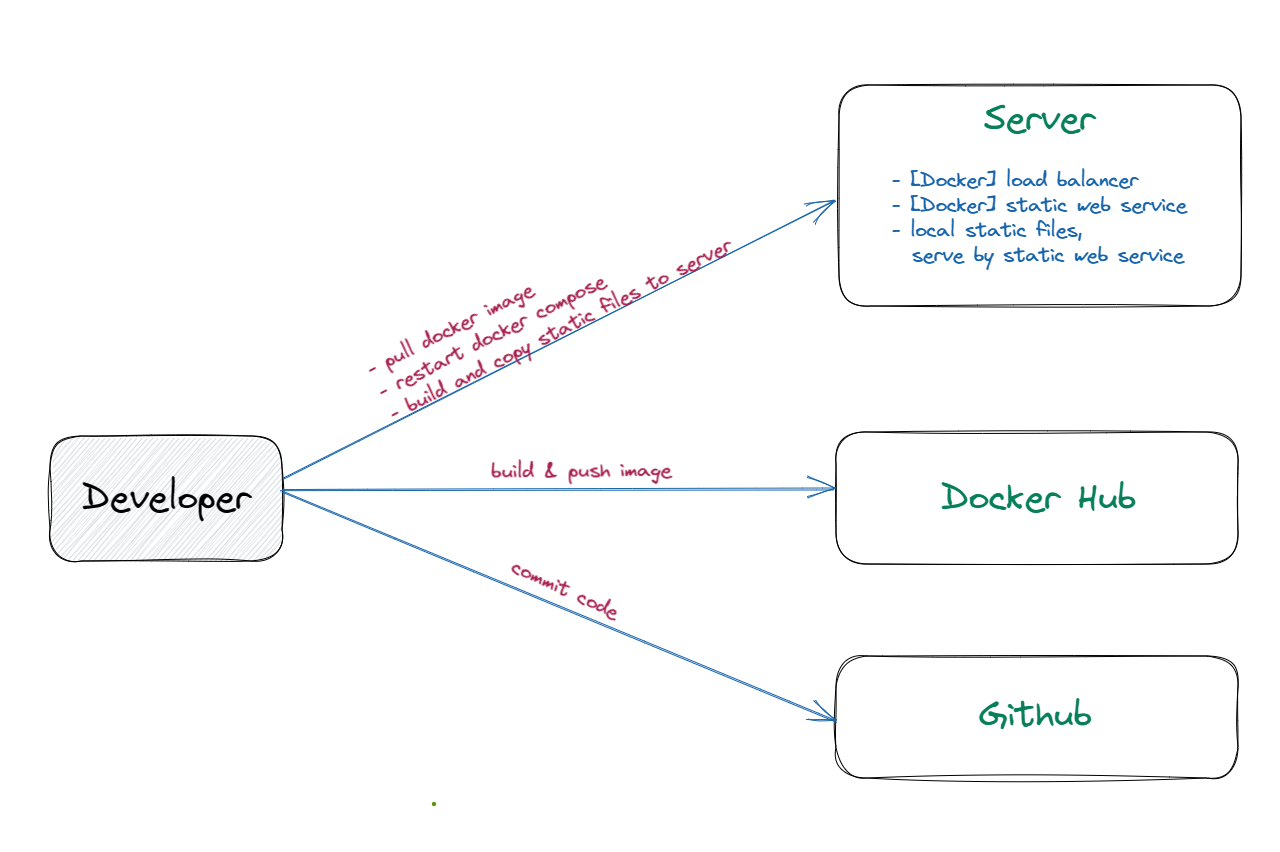 Server
- [Docker] load balancer
- [Docker] static web service
- local static files,
serve by static web service
- pull docker image
- restart docker compose
- build and copy static files to server
Developer
build & push image
Docker Hub
commit code
Github